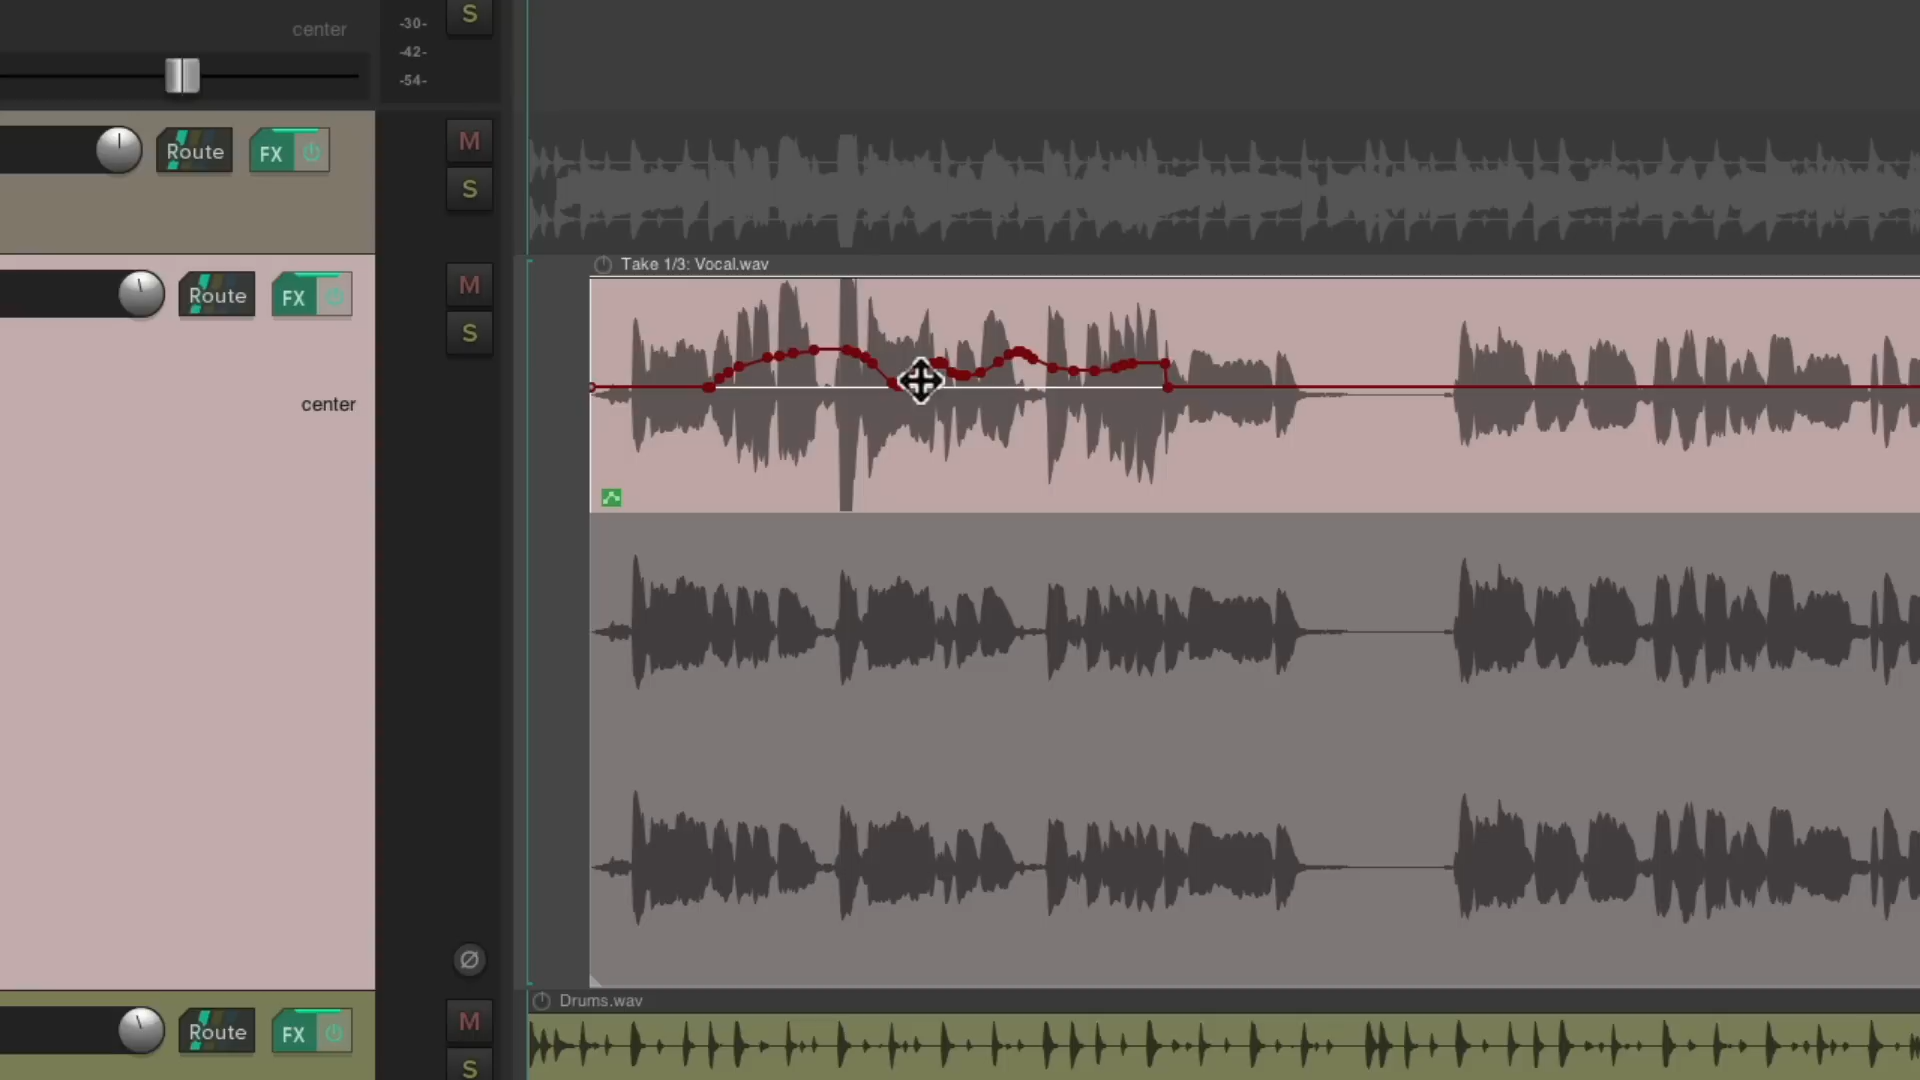 center
-30-
-42-
-54-
S
Route
FX
M
S
Take 1/3: Vocal.wav
Route
FX
M
S
center
Drums.wav
Route
FX
M
S